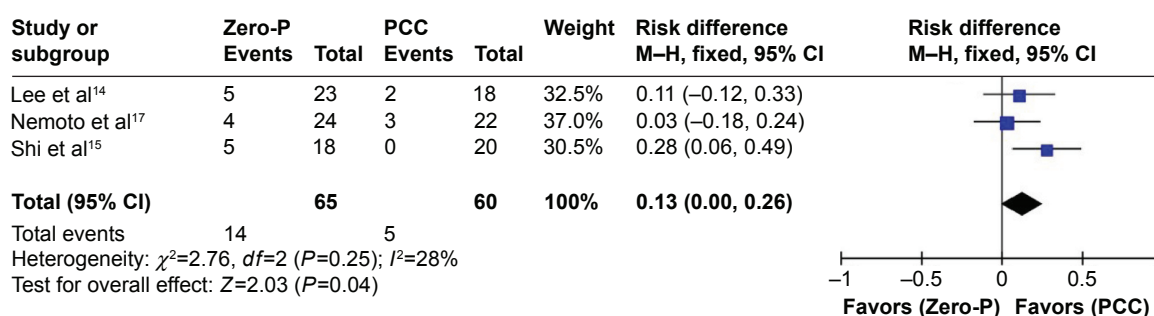 Study or subgroup Zero-P Events Total PCC Events Total Weight Risk difference M–H, fixed, 95% CI Risk difference M–H, fixed, 95% CI
Lee et al¹⁴ 5 23 2 18 32.5% 0.11 (–0.12, 0.33)
Nemoto et al¹⁷ 4 24 3 22 37.0% 0.03 (–0.18, 0.24)
Shi et al¹⁵ 5 18 0 20 30.5% 0.28 (0.06, 0.49)
Total (95% CI) 65 60 100% 0.13 (0.00, 0.26)
Total events 14 5
Heterogeneity: χ²=2.76, df=2 (P=0.25); I²=28%
Test for overall effect: Z=2.03 (P=0.04)
–1 –0.5 0 0.5
Favors (Zero-P) Favors (PCC)